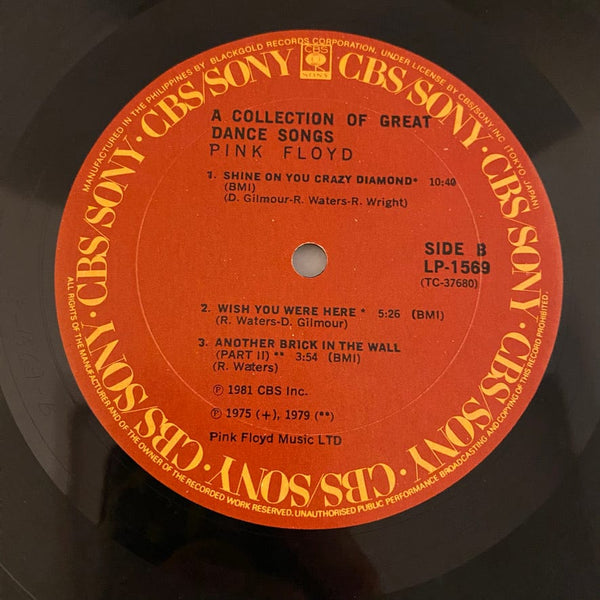 MANUFACTURED IN THE PHILIPPINES BY BLACKGOLD RECORDS CORPORATION, UNDER LICENSE BY CBS/SONY INC. (TOKYO, JAPAN)
CBS/SONY
CBS
SONY
CBS/SONY · CBS/SONY · CBS/SONY · CBS/SONY · CBS/SONY · CBS/SONY · CBS/SONY
A COLLECTION OF GREAT
DANCE SONGS
PINK FLOYD
1. SHINE ON YOU CRAZY DIAMOND* 10:40
(BMI)
(D. Gilmour-R. Waters-R. Wright)
SIDE B
LP-1569
(TC-37680)
2. WISH YOU WERE HERE * 5:26 (BMI)
(R. Waters-D. Gilmour)
3. ANOTHER BRICK IN THE WALL
(PART II) ** 3:54 (BMI)
(R. Waters)
℗ 1981 CBS Inc.
℗ 1975 (+), 1979 (**)
Pink Floyd Music LTD
ALL RIGHTS OF THE MANUFACTURER AND OF THE OWNER OF THE RECORDED WORK RESERVED. UNAUTHORISED PUBLIC PERFORMANCE BROADCASTING AND COPYING OF THIS RECORD PROHIBITED.